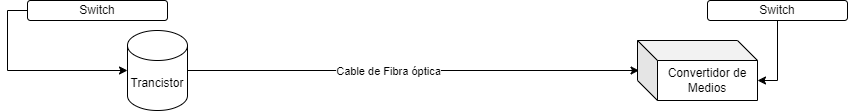 Switch
Switch
Trancistor
Cable de Fibra óptica
Convertidor de
Medios